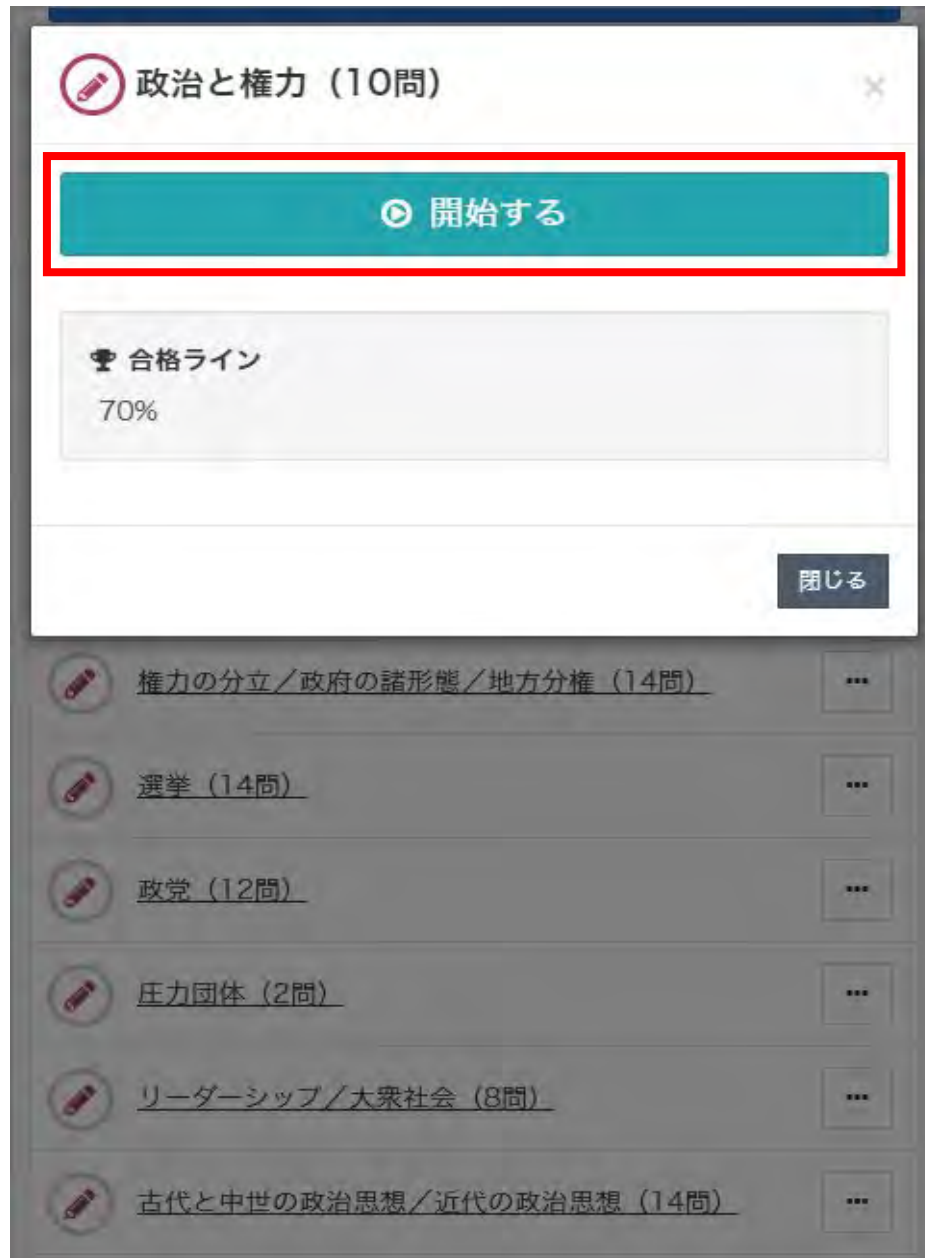 政治と権力（10問）
×
開始する
合格ライン
70%
閉じる
権力の分立／政府の諸形態／地方分権（14問）
選挙（14問）
政党（12問）
圧力団体（2問）
リーダーシップ／大衆社会（8問）
古代と中世の政治思想／近代の政治思想（14問）